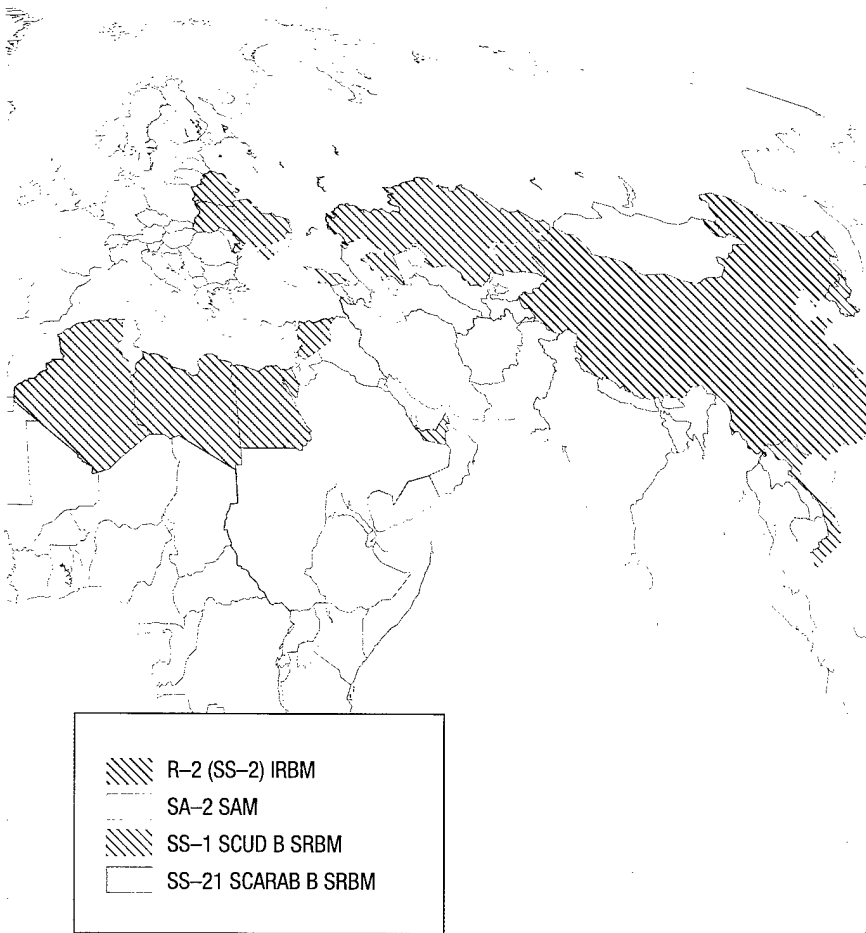 R–2 (SS–2) IRBM
SA–2 SAM
SS–1 SCUD B SRBM
SS–21 SCARAB B SRBM